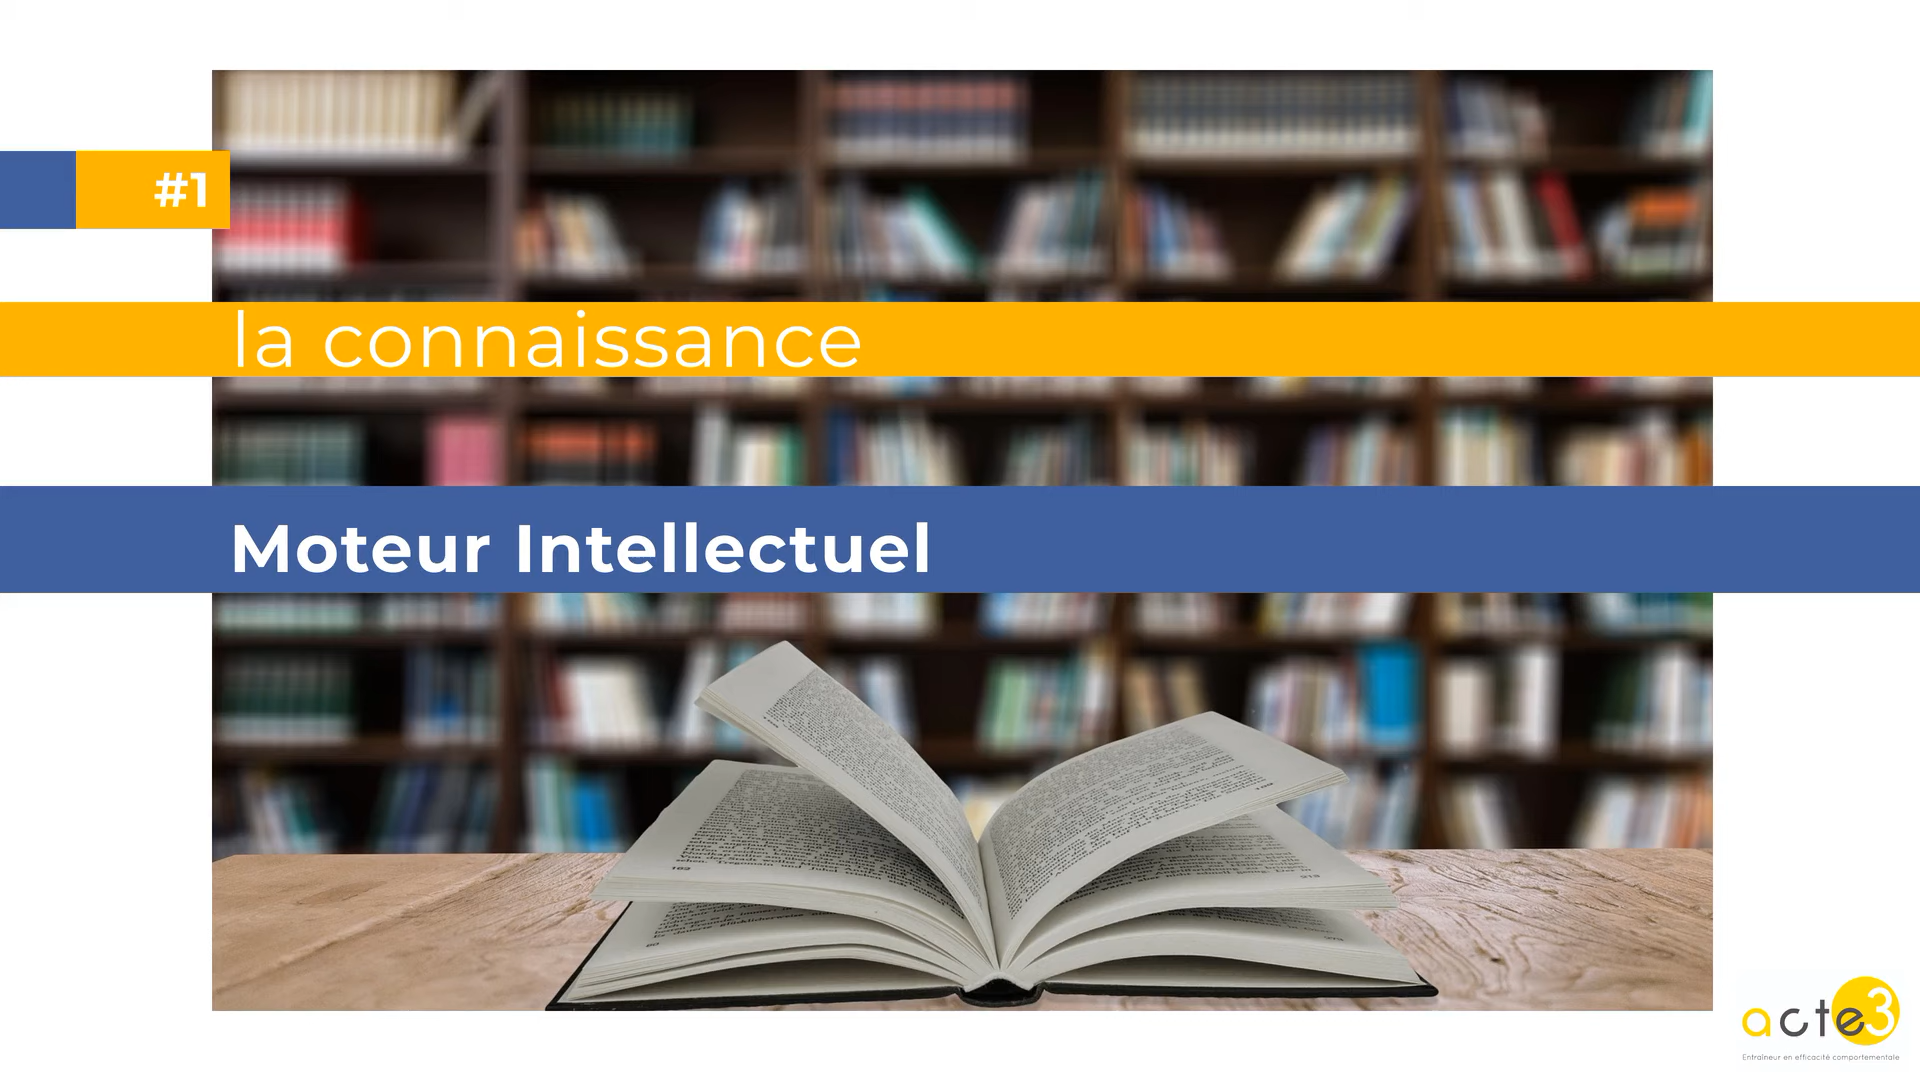 #1
la connaissance
Moteur Intellectuel
acte3
Entraîneur en efficacité comportementale